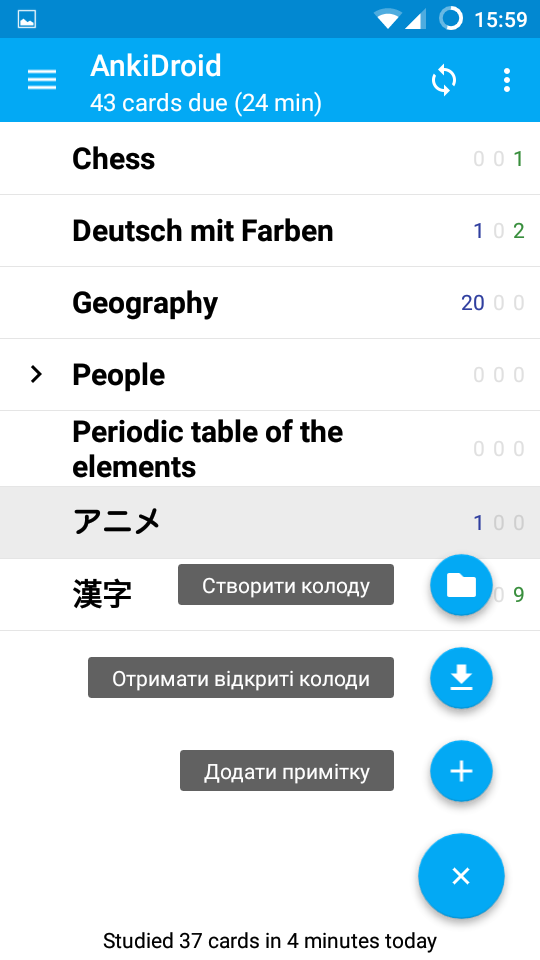 15:59
AnkiDroid
43 cards due (24 min)
Chess 0 0 1
Deutsch mit Farben 1 0 2
Geography 20 0 0
People 0 0 0
Periodic table of the
elements 0 0 0
アニメ 1 0 0
漢字 0 9
Створити колоду
Отримати відкриті колоди
Додати примітку
Studied 37 cards in 4 minutes today